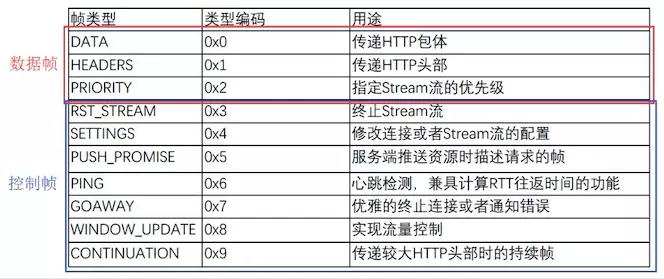 帧类型 类型编码 用途
DATA 0x0 传递HTTP包体
数据帧 HEADERS 0x1 传递HTTP头部
PRIORITY 0x2 指定Stream流的优先级
RST_STREAM 0x3 终止Stream流
SETTINGS 0x4 修改连接或者Stream流的配置
PUSH_PROMISE 0x5 服务端推送资源时描述请求的帧
控制帧 PING 0x6 心跳检测，兼具计算RTT往返时间的功能
GOAWAY 0x7 优雅的终止连接或者通知错误
WINDOW_UPDATE 0x8 实现流量控制
CONTINUATION 0x9 传递较大HTTP头部时的持续帧